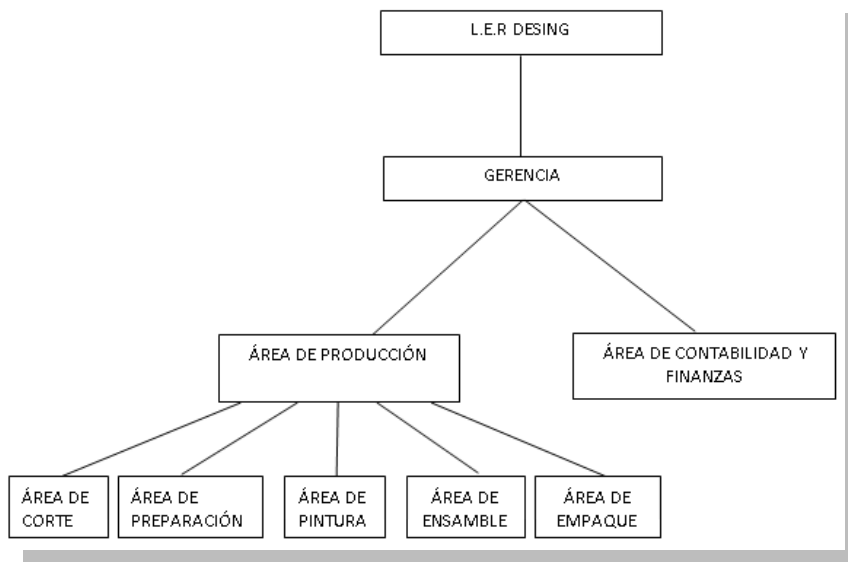 L.E.R DESING
GERENCIA
ÁREA DE PRODUCCIÓN
ÁREA DE CONTABILIDAD Y
FINANZAS
ÁREA DE
CORTE
ÁREA DE
PREPARACIÓN
ÁREA DE
PINTURA
ÁREA DE
ENSAMBLE
ÁREA DE
EMPAQUE